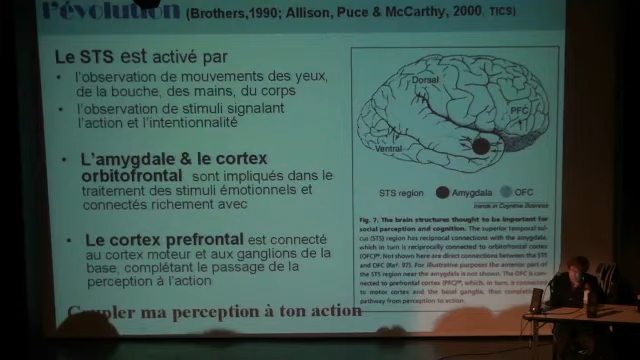 l'évolution (Brothers,1990; Allison, Puce & McCarthy, 2000, TICS)
Le STS est activé par
• l'observation de mouvements des yeux,
de la bouche, des mains, du corps
• l'observation de stimuli signalant
l'action et l'intentionnalité
• L'amygdale & le cortex
orbitofrontal sont impliqués dans le
traitement des stimuli émotionnels et
connectés richement avec
• Le cortex prefrontal est connecté
au cortex moteur et aux ganglions de la
base, complétant le passage de la
perception à l'action
Coupler ma perception à ton action
Dorsal
PFC
Ventral
STS region Amygdala OFC
trends in Cognitive Sciences
Fig. 7. The brain structures thought to be important for
social perception and cognition. The superior temporal sul-
cus (STS) region has reciprocal connections with the amygdala,
which in turn is reciprocally connected to orbitofrontal cortex
(OFC). Not shown here are direct connections between the STS
and OFC (Ref. 97). For illustrative purposes the anterior part of
the STS region near the amygdala is not shown. The OFC is con-
nected to prefrontal cortex (PFC), which, in turn, is connected
to motor cortex and the basal ganglia, thus completing
pathway from perception to action.